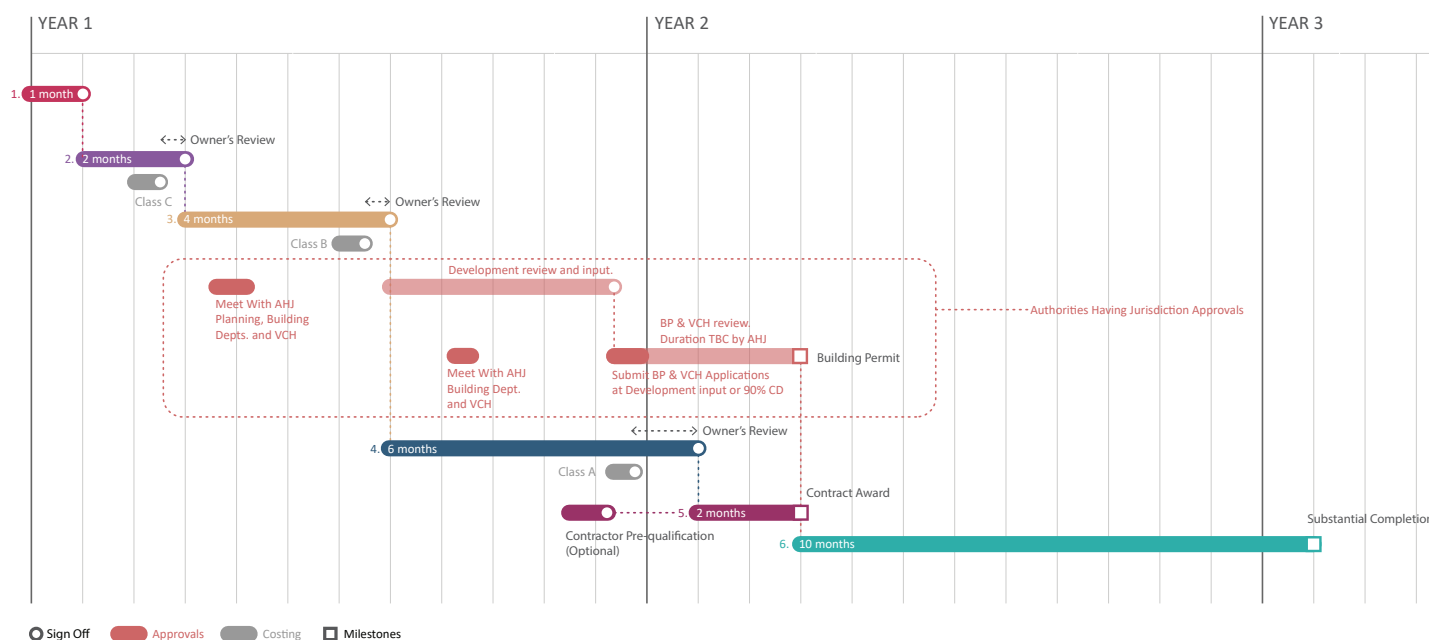 YEAR 1
YEAR 2
YEAR 3
1. 1 month
Owner's Review
2. 2 months
Class C
Owner's Review
3. 4 months
Class B
Development review and input.
Meet With AHJ
Planning, Building
Depts. and VCH
Authorities Having Jurisdiction Approvals
BP & VCH review.
Duration TBC by AHJ
Building Permit
Meet With AHJ
Building Dept.
and VCH
Submit BP & VCH Applications
at Development input or 90% CD
Owner's Review
4. 6 months
Class A
Contract Award
5. 2 months
Contractor Pre-qualification
(Optional)
Substantial Completion
6. 10 months
Sign Off
Approvals
Costing
Milestones